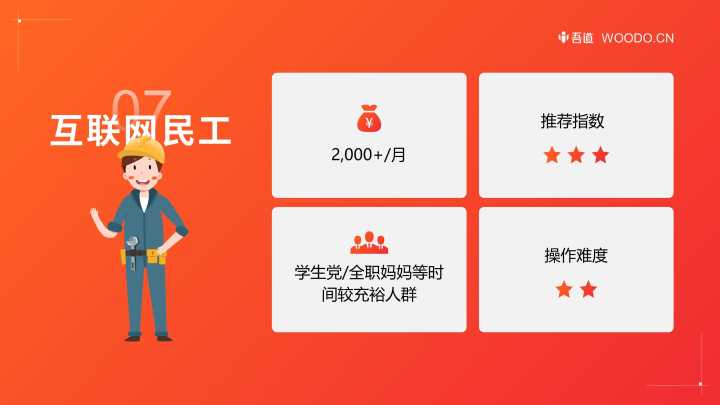 吾道 WOODO.CN
07
互联网民工
¥
2,000+/月
推荐指数
学生党/全职妈妈等时
间较充裕人群
操作难度